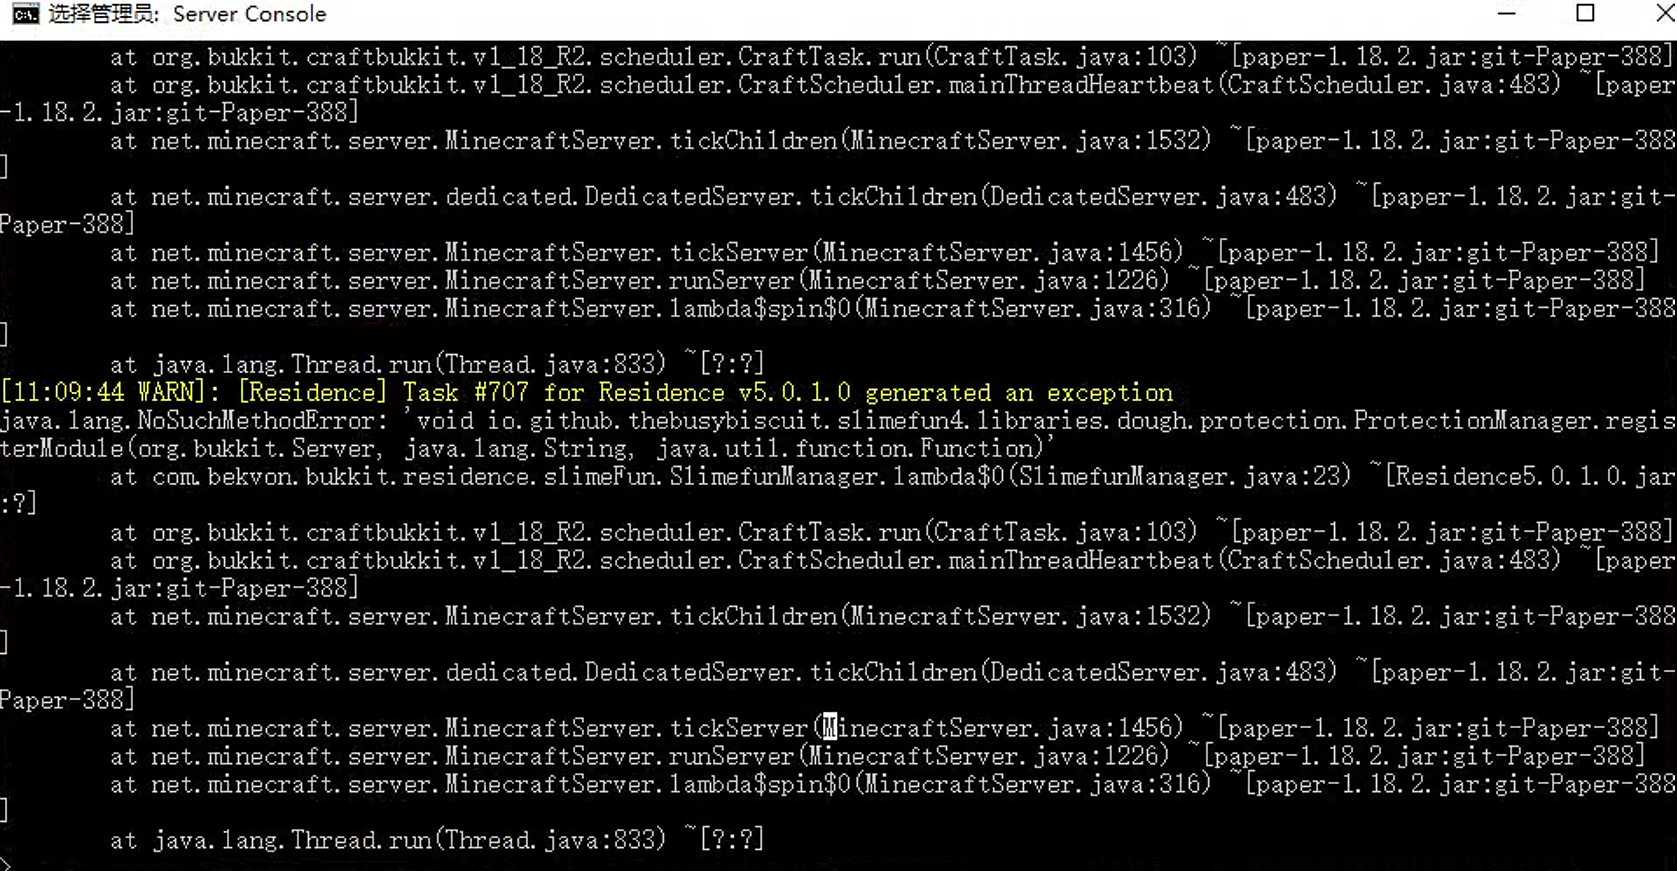 选择管理员: Server Console
at org.bukkit.craftbukkit.v1_18_R2.scheduler.CraftTask.run(CraftTask.java:103) ~[paper-1.18.2.jar:git-Paper-388]
at org.bukkit.craftbukkit.v1_18_R2.scheduler.CraftScheduler.mainThreadHeartbeat(CraftScheduler.java:483) ~[paper
-1.18.2.jar:git-Paper-388]
at net.minecraft.server.MinecraftServer.tickChildren(MinecraftServer.java:1532) ~[paper-1.18.2.jar:git-Paper-388
]
at net.minecraft.server.dedicated.DedicatedServer.tickChildren(DedicatedServer.java:483) ~[paper-1.18.2.jar:git-
Paper-388]
at net.minecraft.server.MinecraftServer.tickServer(MinecraftServer.java:1456) ~[paper-1.18.2.jar:git-Paper-388]
at net.minecraft.server.MinecraftServer.runServer(MinecraftServer.java:1226) ~[paper-1.18.2.jar:git-Paper-388]
at net.minecraft.server.MinecraftServer.lambda$spin$0(MinecraftServer.java:316) ~[paper-1.18.2.jar:git-Paper-388
]
at java.lang.Thread.run(Thread.java:833) ~[?:?]
[11:09:44 WARN]: [Residence] Task #707 for Residence v5.0.1.0 generated an exception
java.lang.NoSuchMethodError: 'void io.github.thebusybiscuit.slimefun4.libraries.dough.protection.ProtectionManager.regis
terModule(org.bukkit.Server, java.lang.String, java.util.function.Function)'
at com.bekvon.bukkit.residence.slimeFun.SlimefunManager.lambda$0(SlimefunManager.java:23) ~[Residence5.0.1.0.jar
:?]
at org.bukkit.craftbukkit.v1_18_R2.scheduler.CraftTask.run(CraftTask.java:103) ~[paper-1.18.2.jar:git-Paper-388]
at org.bukkit.craftbukkit.v1_18_R2.scheduler.CraftScheduler.mainThreadHeartbeat(CraftScheduler.java:483) ~[paper
-1.18.2.jar:git-Paper-388]
at net.minecraft.server.MinecraftServer.tickChildren(MinecraftServer.java:1532) ~[paper-1.18.2.jar:git-Paper-388
]
at net.minecraft.server.dedicated.DedicatedServer.tickChildren(DedicatedServer.java:483) ~[paper-1.18.2.jar:git-
Paper-388]
at net.minecraft.server.MinecraftServer.tickServer(MinecraftServer.java:1456) ~[paper-1.18.2.jar:git-Paper-388]
at net.minecraft.server.MinecraftServer.runServer(MinecraftServer.java:1226) ~[paper-1.18.2.jar:git-Paper-388]
at net.minecraft.server.MinecraftServer.lambda$spin$0(MinecraftServer.java:316) ~[paper-1.18.2.jar:git-Paper-388
]
at java.lang.Thread.run(Thread.java:833) ~[?:?]
>